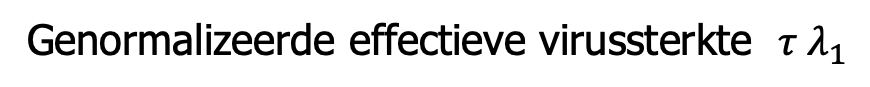 Genormalizeerde effectieve virussterkte τ λ₁